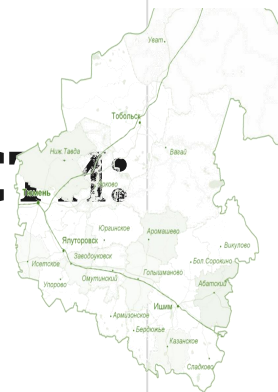 Уват
Тобольск
Ниж.Тавда
Вагай
Тюмень
Ярково
Юргинское
Аромашево
Ялуторовск
Викулово
Заводоуковск
Исетское
Бол.Сорокино
Голышманово
Омутинский
Упорово
Абатский
Ишим
Армизонское
Бердюжье
Казанское
Сладково